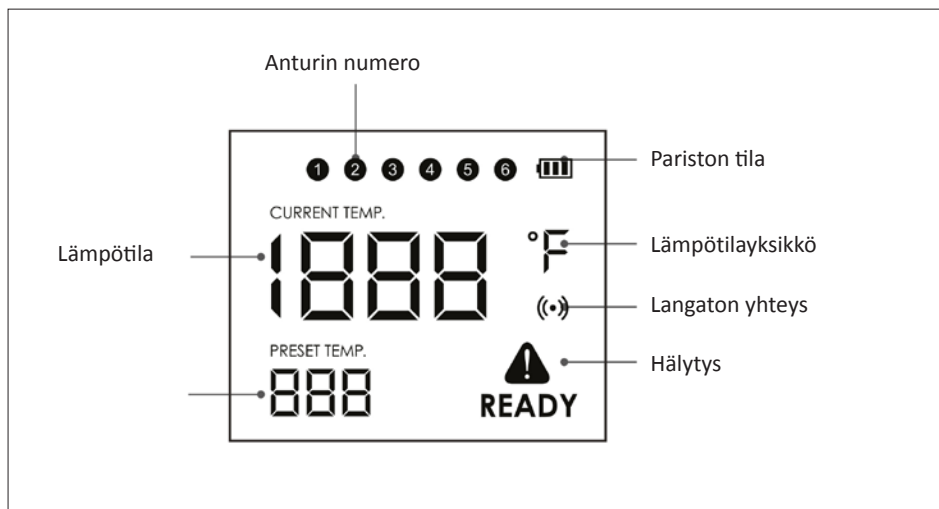 Anturin numero
1 2 3 4 5 6
Pariston tila
CURRENT TEMP.
Lämpötila
1888
°F
Lämpötilayksikkö
Langaton yhteys
PRESET TEMP.
Hälytys
888
READY